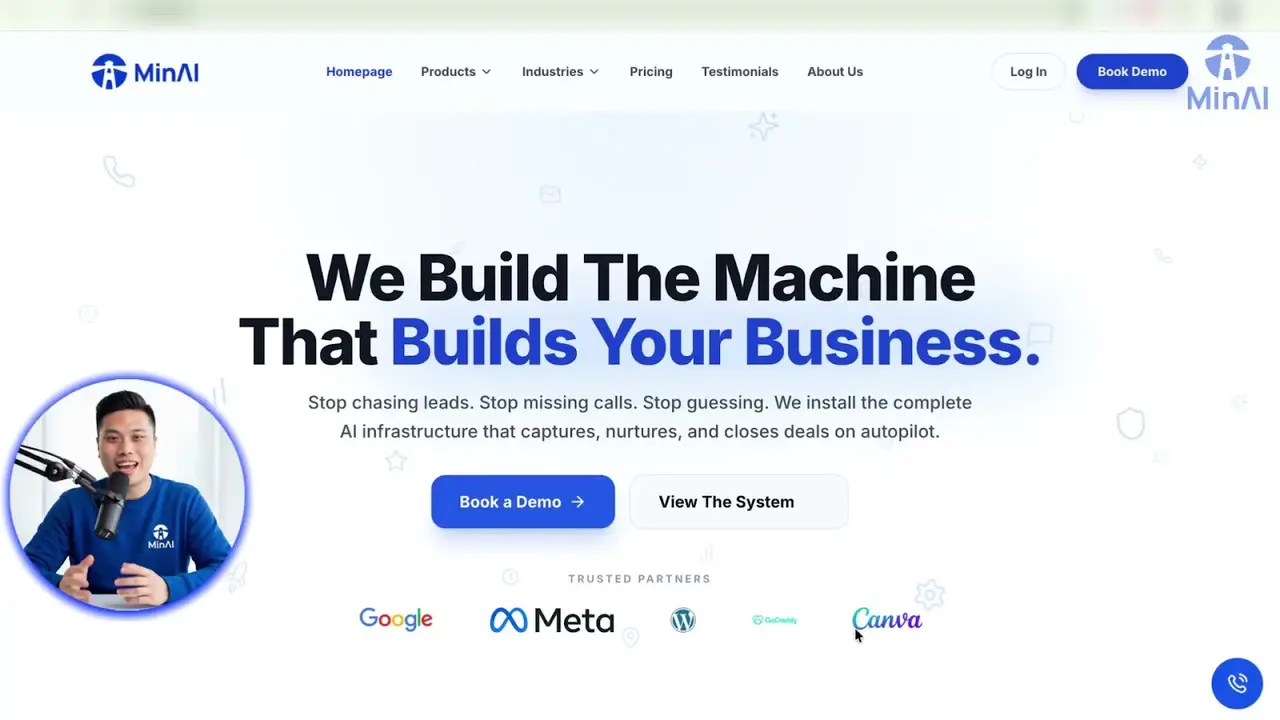 MinAI
Homepage
Products
Industries
Pricing
Testimonials
About Us
Log In
Book Demo
MinAI
We Build The Machine
That Builds Your Business.
Stop chasing leads. Stop missing calls. Stop guessing. We install the complete
AI infrastructure that captures, nurtures, and closes deals on autopilot.
Book a Demo →
View The System
MinAI
TRUSTED PARTNERS
Google
Meta
GoDaddy
Canva